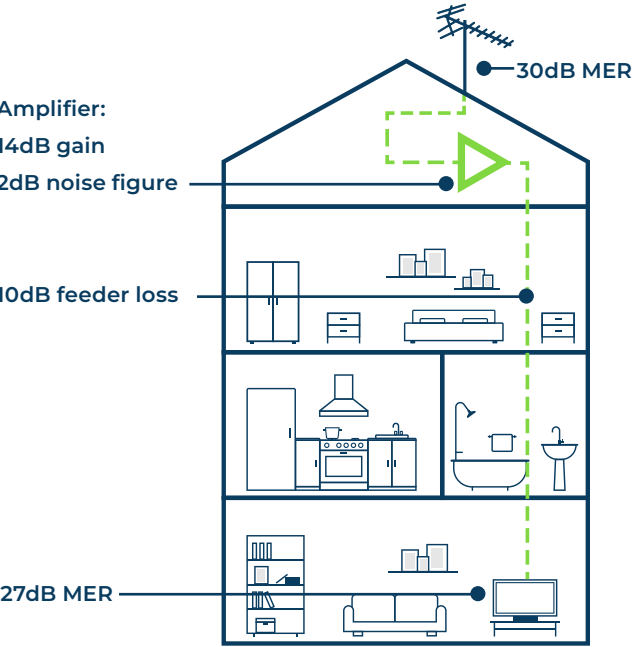 30dB MER
Amplifier:
14dB gain
2dB noise figure
10dB feeder loss
27dB MER